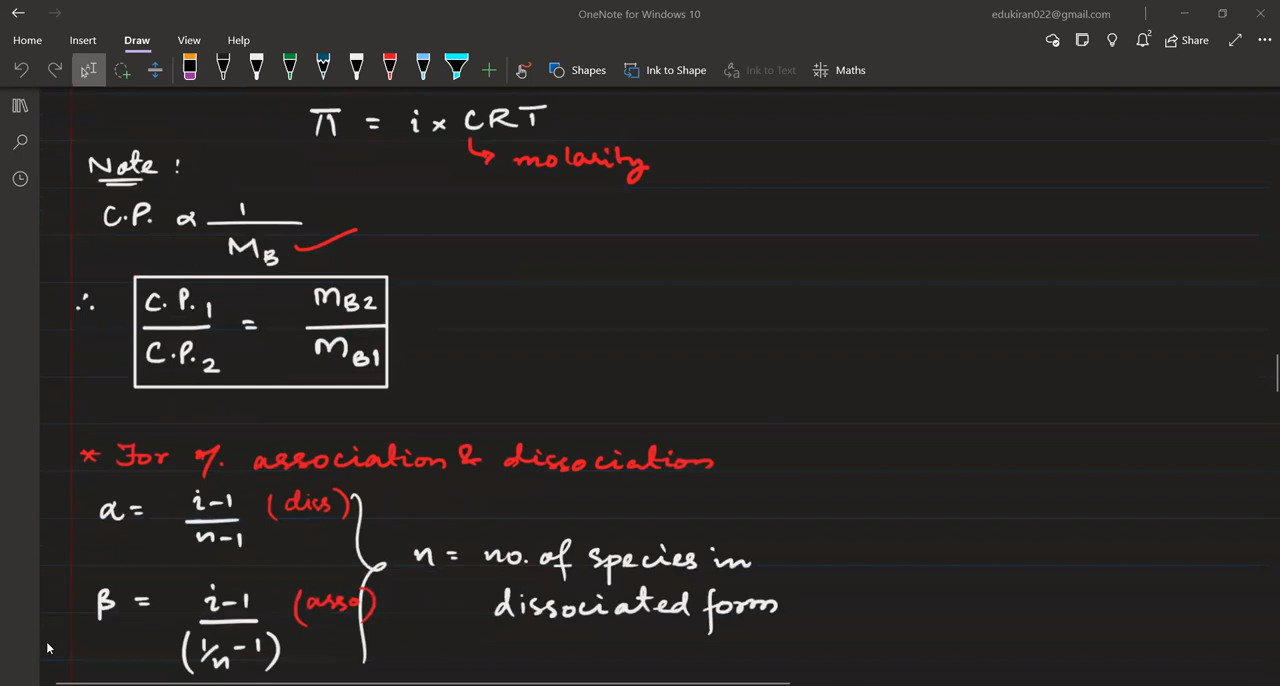 OneNote for Windows 10
edukiran022@gmail.com
Home Insert Draw View Help
2 Share
Shapes Ink to Shape Ink to Text Maths
π = i × CRT
↳ molarity
Note :
C.P. ∝ 1 / M_B ✓
∴ C.P.₁ / C.P.₂ = M_B2 / M_B1
* For %. association & dissociation
α = i-1 / n-1 (diss)
n = no. of species in
dissociated form
β = i-1 / (1/n - 1) (asso)